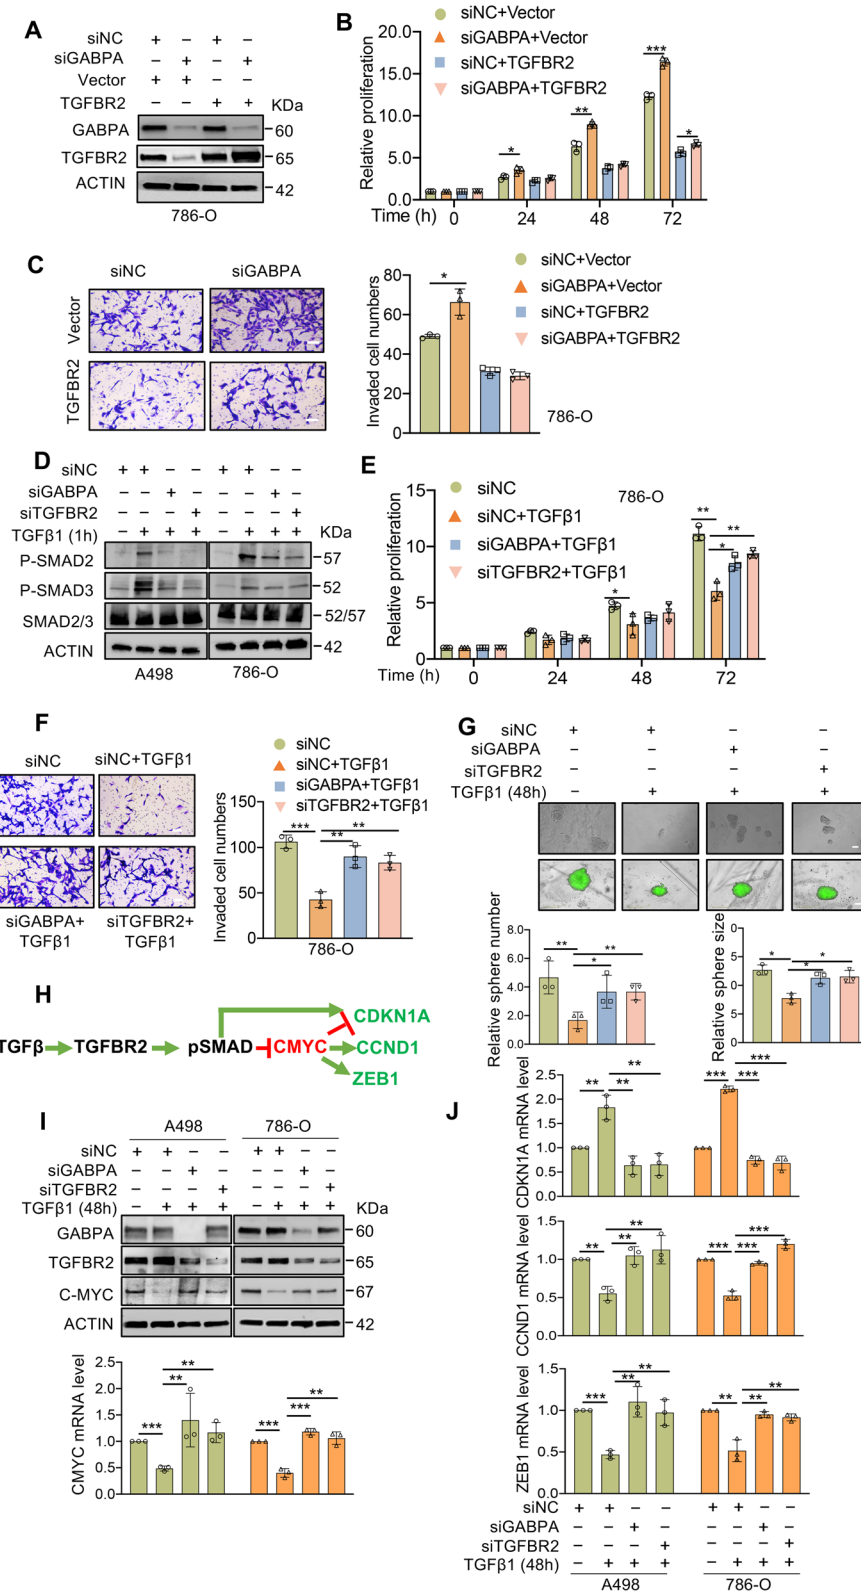 A
siNC + − + −
siGABPA − + − +
Vector + + − −
TGFBR2 − − + + KDa
GABPA 60
TGFBR2 65
ACTIN 42
786-O
B
siNC+Vector
siGABPA+Vector
siNC+TGFBR2
siGABPA+TGFBR2
Relative proliferation
20.0
15.0
10.0
5.0
0.0
* ** *** *
Time (h) 0 24 48 72
C
siNC siGABPA
Vector
TGFBR2
Invaded cell numbers
80
60
40
20
0
*
siNC+Vector
siGABPA+Vector
siNC+TGFBR2
siGABPA+TGFBR2
786-O
D
siNC + + − − + + − −
siGABPA − − + − − − + −
siTGFBR2 − − − + − − − +
TGFβ1 (1h) − + + + − + + + KDa
P-SMAD2 57
P-SMAD3 52
SMAD2/3 52/57
ACTIN 42
A498 786-O
E
siNC
siNC+TGFβ1
siGABPA+TGFβ1
siTGFBR2+TGFβ1
786-O
Relative proliferation
15
10
5
0
* ** * **
Time (h) 0 24 48 72
F
siNC siNC+TGFβ1
siGABPA+
TGFβ1
siTGFBR2+
TGFβ1
siNC
siNC+TGFβ1
siGABPA+TGFβ1
siTGFBR2+TGFβ1
Invaded cell numbers
150
100
50
0
*** ** **
786-O
G
siNC + + − −
siGABPA − − + −
siTGFBR2 − − − +
TGFβ1 (48h) − + + +
Relative sphere number
8.0
6.0
4.0
2.0
0.0
** * **
Relative sphere size
0
5
0
5
0
* * *
H
TGFβ TGFBR2 pSMAD CMYC
CDKN1A
CCND1
ZEB1
I
A498 786-O
siNC + + − − + + − −
siGABPA − − + − − − + −
siTGFBR2 − − − + − − − +
TGFβ1 (48h) − + + + − + + + KDa
GABPA 60
TGFBR2 65
C-MYC 67
ACTIN 42
CMYC mRNA level
2.5
2.0
1.5
1.0
0.5
0.0
*** ** ** *** *** **
J
CDKN1A mRNA level
2.5
2.0
1.0
0.5
0.0
** ** ** *** *** ***
CCND1 mRNA level
1.5
1.0
0.5
0.0
** ** ** *** *** ***
ZEB1 mRNA level
1.5
1.0
0.5
0.0
*** ** ** ** ** **
siNC + + − − + + − −
siGABPA − − + − − − + −
siTGFBR2 − − − + − − − +
TGFβ1 (48h) − + + + − + + +
A498 786-O